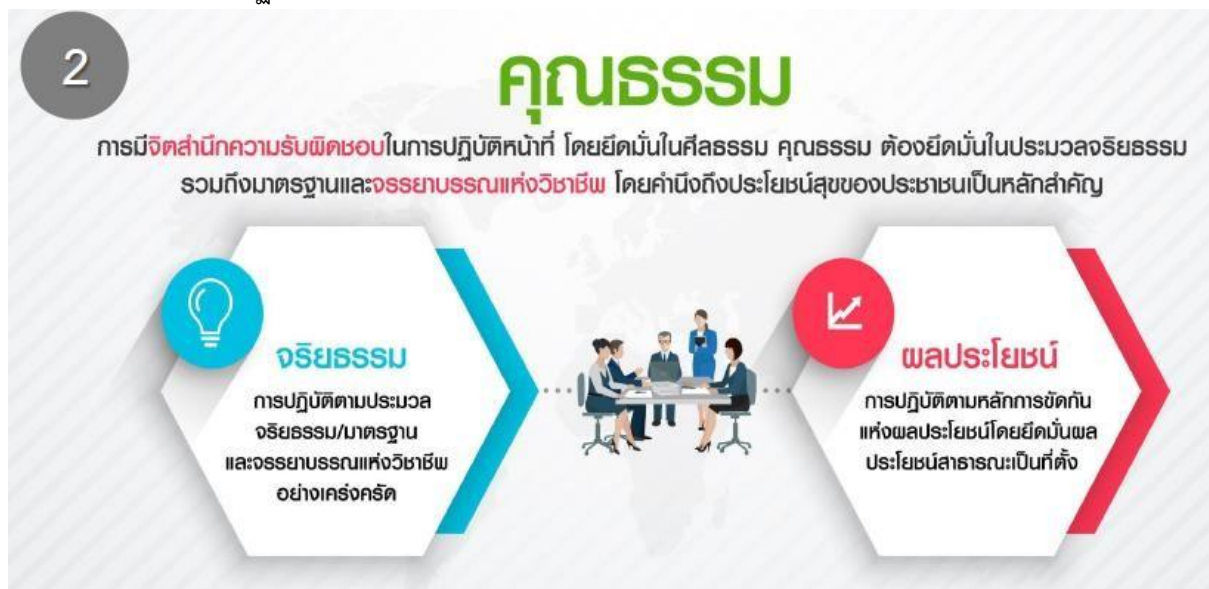 2
คุณธรรม
การมีจิตสำนึกความรับผิดชอบในการปฏิบัติหน้าที่ โดยยึดมั่นในศีลธรรม คุณธรรม ต้องยึดมั่นในประมวลจริยธรรม
รวมถึงมาตรฐานและจรรยาบรรณแห่งวิชาชีพ โดยคำนึงถึงประโยชน์สุขของประชาชนเป็นหลักสำคัญ
จริยธรรม
การปฏิบัติตามประมวล
จริยธรรม/มาตรฐาน
และจรรยาบรรณแห่งวิชาชีพ
อย่างเคร่งครัด
ผลประโยชน์
การปฏิบัติตามหลักการขัดกัน
แห่งผลประโยชน์โดยยึดมั่นผล
ประโยชน์สาธารณะเป็นที่ตั้ง